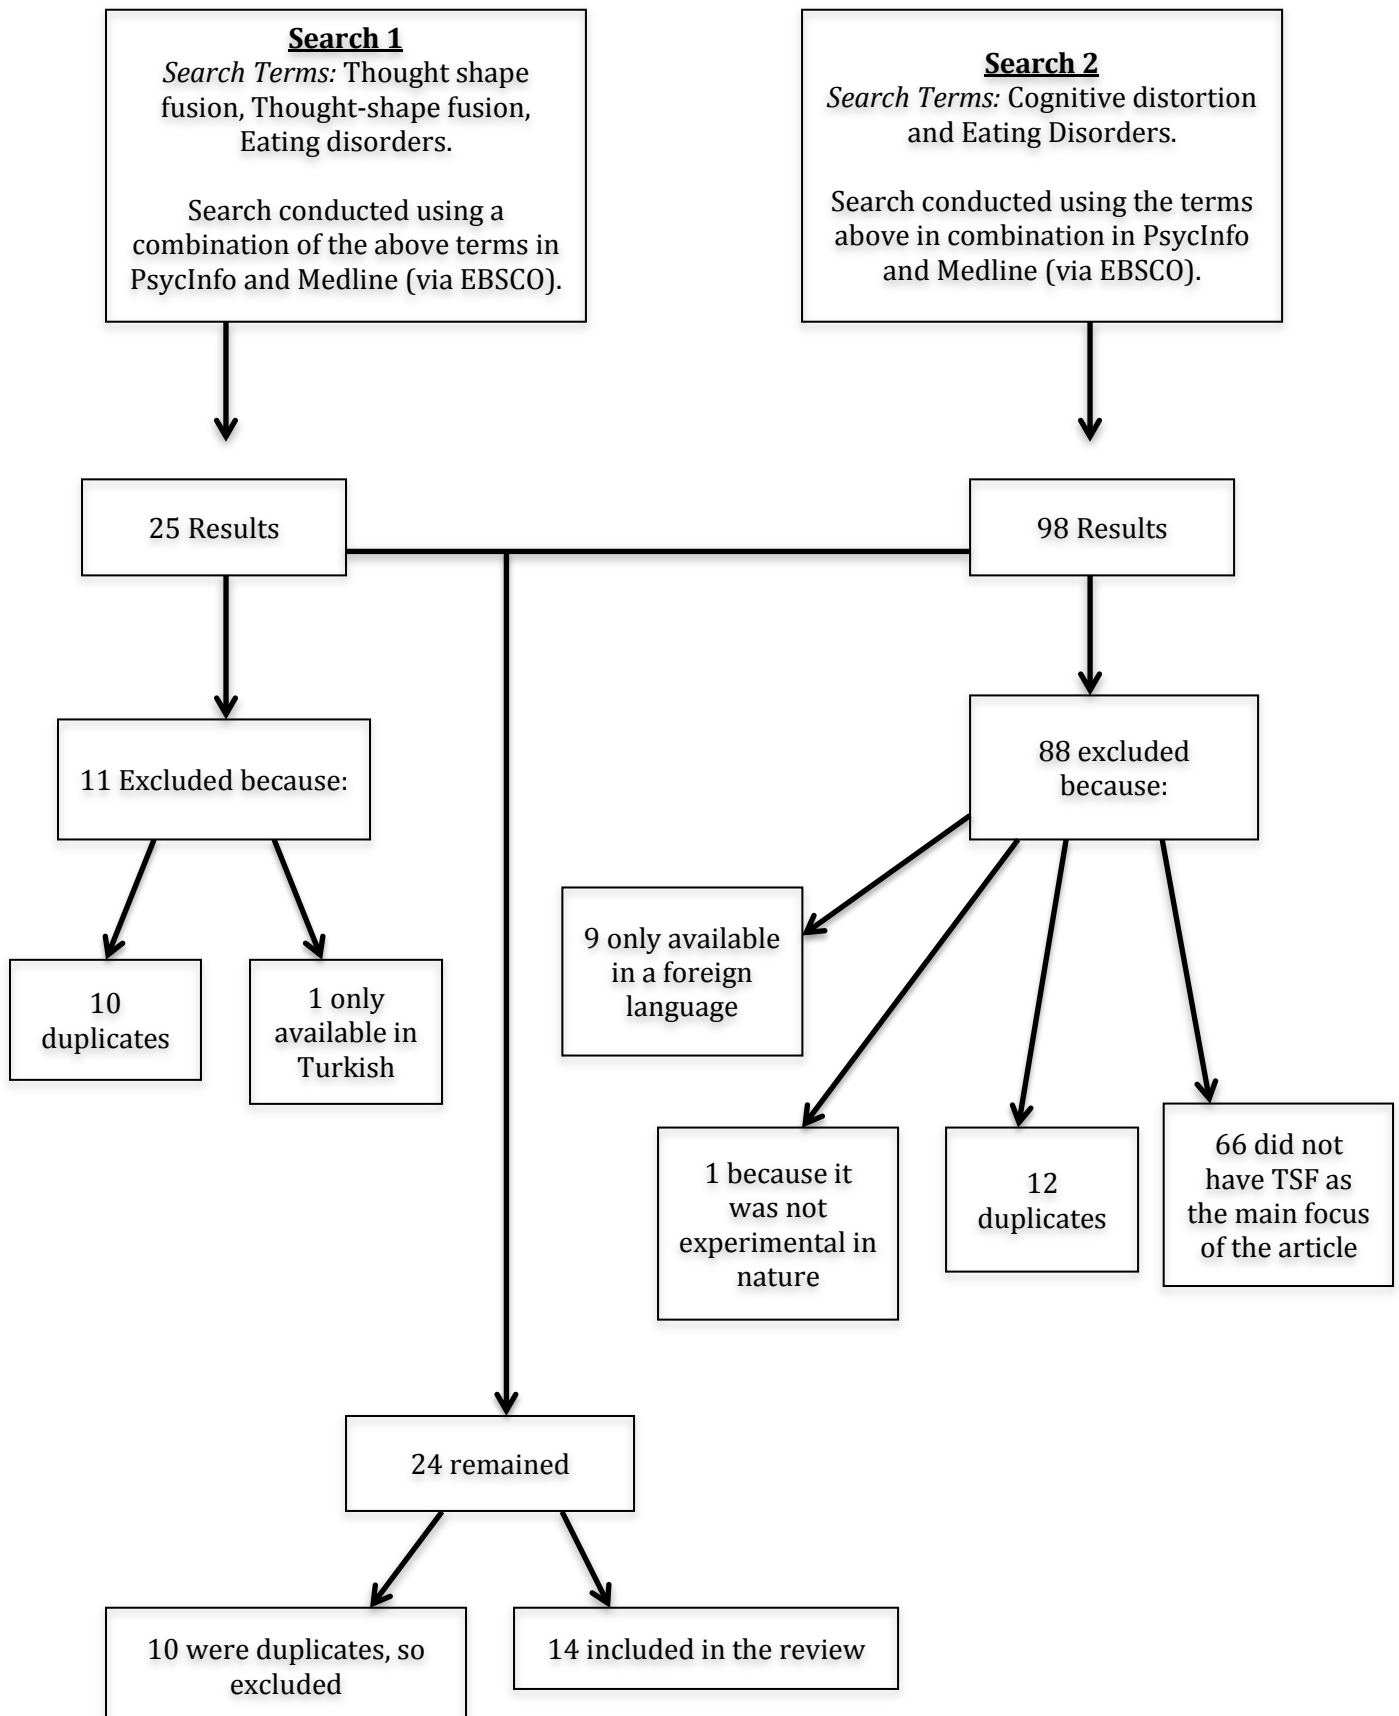 Search 1
Search Terms: Thought shape
fusion, Thought-shape fusion,
Eating disorders.
Search conducted using a
combination of the above terms in
PsycInfo and Medline (via EBSCO).
Search 2
Search Terms: Cognitive distortion
and Eating Disorders.
Search conducted using the terms
above in combination in PsycInfo
and Medline (via EBSCO).
25 Results
98 Results
11 Excluded because:
88 excluded
because:
10
duplicates
1 only
available in
Turkish
9 only available
in a foreign
language
1 because it
was not
experimental in
nature
12
duplicates
66 did not
have TSF as
the main focus
of the article
24 remained
10 were duplicates, so
excluded
14 included in the review